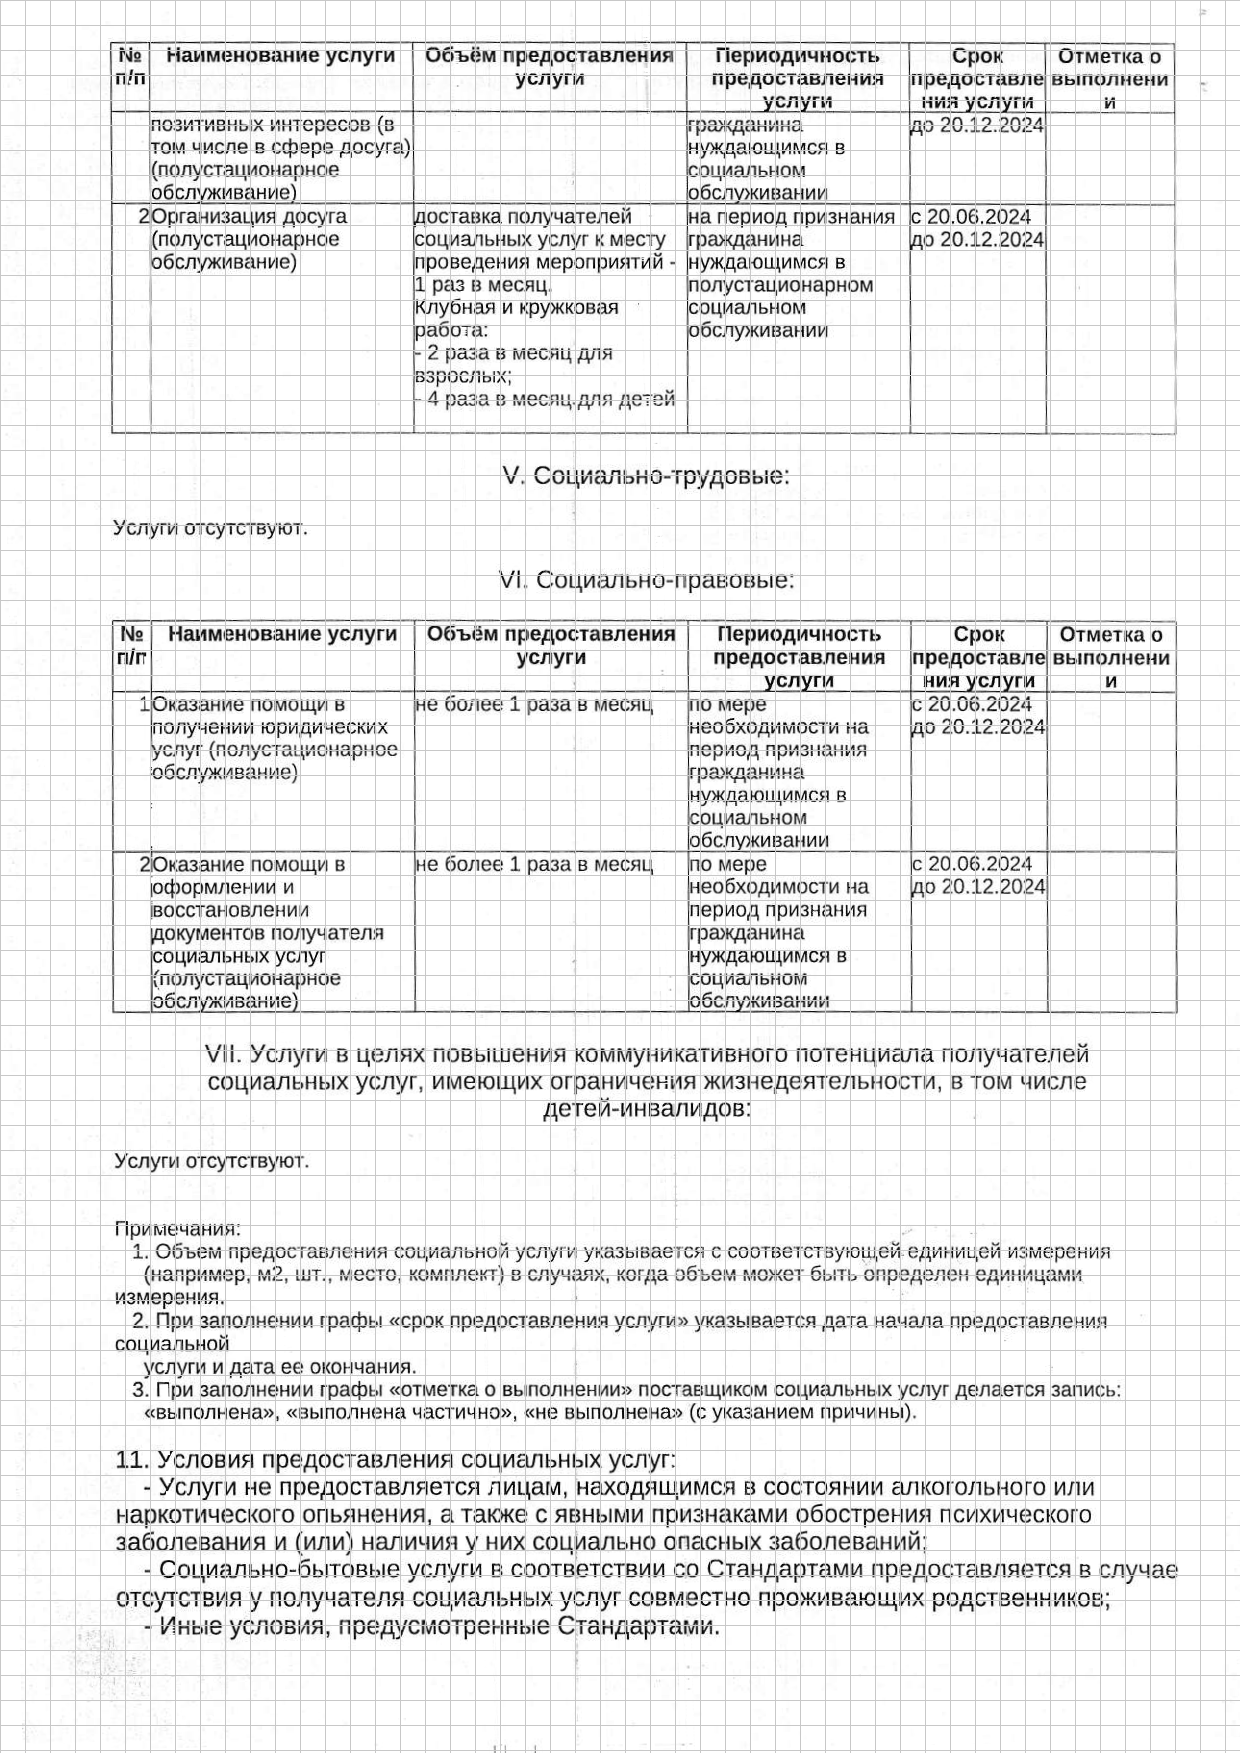 № п/п Наименование услуги Объём предоставления услуги Периодичность предоставления услуги Срок предоставле ния услуги Отметка о выполнени и
позитивных интересов (в том числе в сфере досуга) (полустационарное обслуживание) гражданина нуждающимся в социальном обслуживании до 20.12.2024
2 Организация досуга (полустационарное обслуживание) доставка получателей социальных услуг к месту проведения мероприятий - 1 раз в месяц. Клубная и кружковая работа: - 2 раза в месяц для взрослых; - 4 раза в месяц для детей на период признания гражданина нуждающимся в полустационарном социальном обслуживании с 20.06.2024 до 20.12.2024
V. Социально-трудовые:
Услуги отсутствуют.
VI. Социально-правовые:
№ п/п Наименование услуги Объём предоставления услуги Периодичность предоставления услуги Срок предоставле ния услуги Отметка о выполнени и
1 Оказание помощи в получении юридических услуг (полустационарное обслуживание) не более 1 раза в месяц по мере необходимости на период признания гражданина нуждающимся в социальном обслуживании с 20.06.2024 до 20.12.2024
2 Оказание помощи в оформлении и восстановлении документов получателя социальных услуг (полустационарное обслуживание) не более 1 раза в месяц по мере необходимости на период признания гражданина нуждающимся в социальном обслуживании с 20.06.2024 до 20.12.2024
VII. Услуги в целях повышения коммуникативного потенциала получателей
социальных услуг, имеющих ограничения жизнедеятельности, в том числе
детей-инвалидов:
Услуги отсутствуют.
Примечания:
1. Объем предоставления социальной услуги указывается с соответствующей единицей измерения
(например, м2, шт., место, комплект) в случаях, когда объем может быть определен единицами
измерения.
2. При заполнении графы «срок предоставления услуги» указывается дата начала предоставления
социальной
услуги и дата ее окончания.
3. При заполнении графы «отметка о выполнении» поставщиком социальных услуг делается запись:
«выполнена», «выполнена частично», «не выполнена» (с указанием причины).
11. Условия предоставления социальных услуг:
- Услуги не предоставляется лицам, находящимся в состоянии алкогольного или
наркотического опьянения, а также с явными признаками обострения психического
заболевания и (или) наличия у них социально опасных заболеваний;
- Социально-бытовые услуги в соответствии со Стандартами предоставляется в случае
отсутствия у получателя социальных услуг совместно проживающих родственников;
- Иные условия, предусмотренные Стандартами.